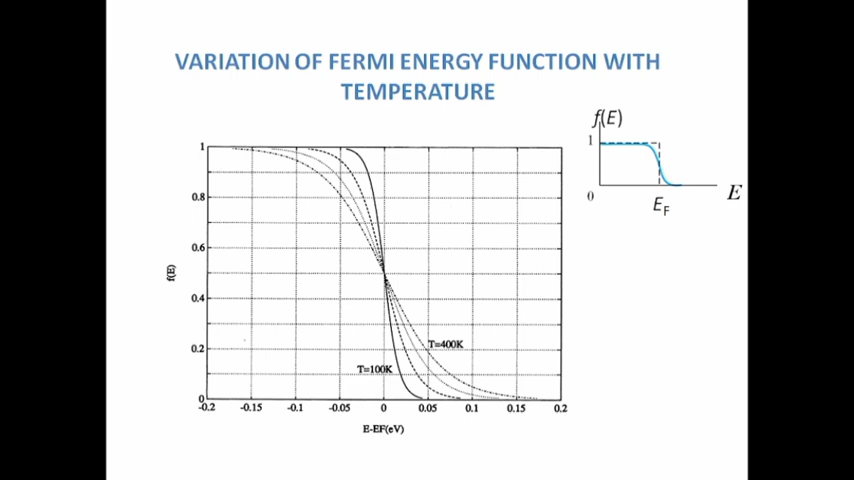 VARIATION OF FERMI ENERGY FUNCTION WITH
TEMPERATURE
f(E)
1
0
E
E_F
1
0.8
0.6
0.4
0.2
0
f(E)
T=400K
T=100K
-0.2 -0.15 -0.1 -0.05 0 0.05 0.1 0.15 0.2
E-EF(eV)